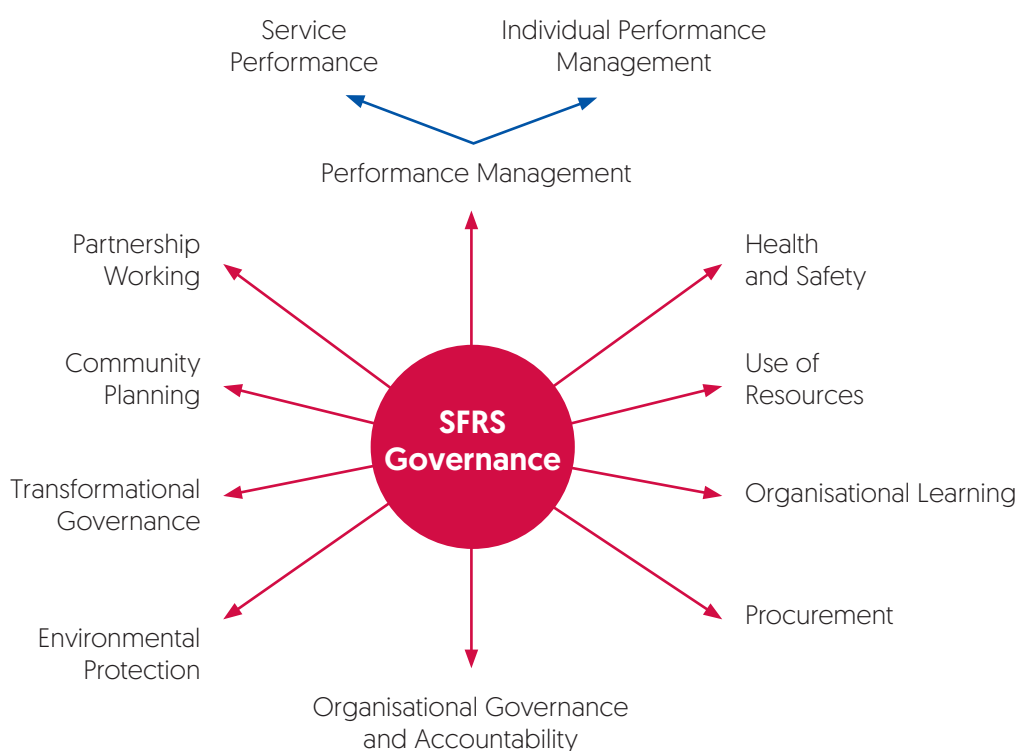 Service
Performance
Individual Performance
Management
Performance Management
Partnership
Working
Health
and Safety
Community
Planning
Use of
Resources
SFRS
Governance
Transformational
Governance
Organisational Learning
Environmental
Protection
Procurement
Organisational Governance
and Accountability